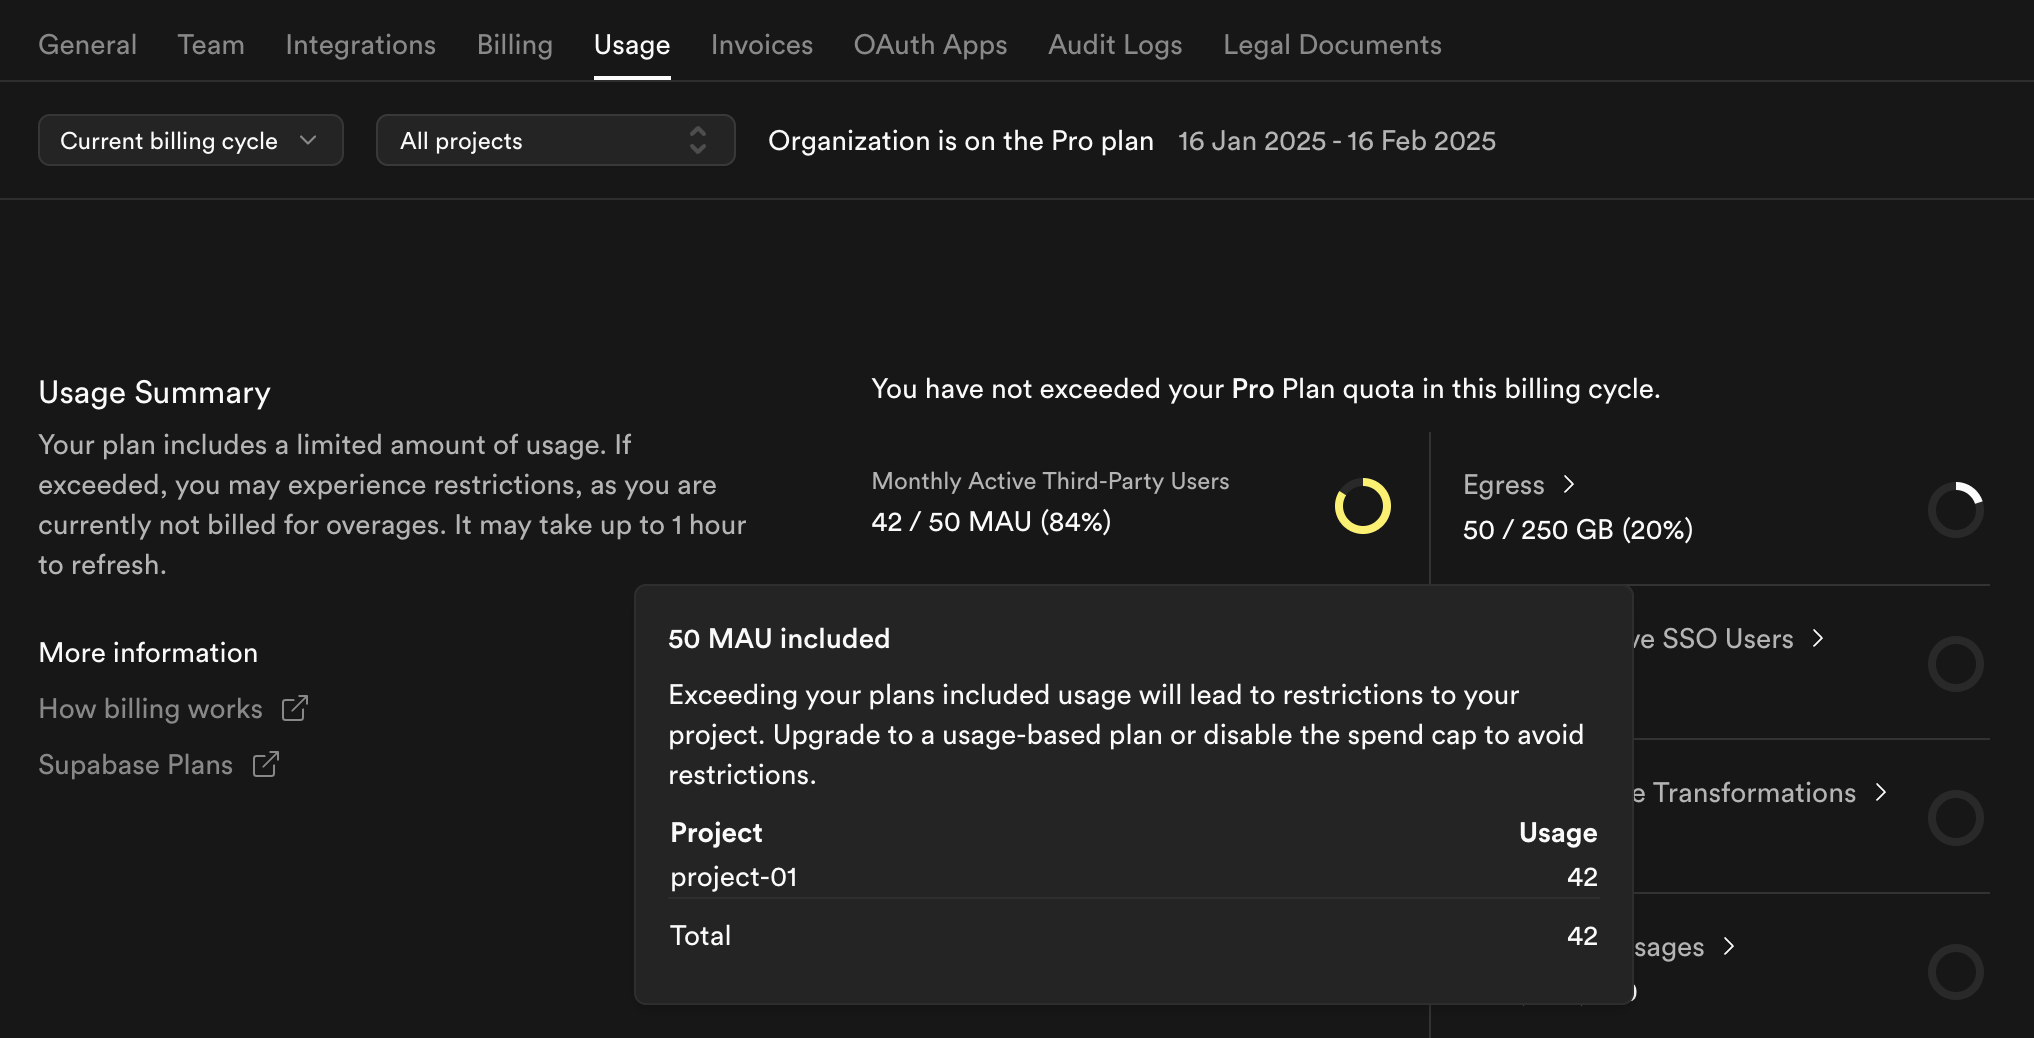 General Team Integrations Billing Usage Invoices OAuth Apps Audit Logs Legal Documents
Current billing cycle All projects Organization is on the Pro plan 16 Jan 2025 - 16 Feb 2025
Usage Summary
Your plan includes a limited amount of usage. If
exceeded, you may experience restrictions, as you are
currently not billed for overages. It may take up to 1 hour
to refresh.
More information
How billing works
Supabase Plans
You have not exceeded your Pro Plan quota in this billing cycle.
Monthly Active Third-Party Users
42 / 50 MAU (84%)
Egress
50 / 250 GB (20%)
50 MAU included
Exceeding your plans included usage will lead to restrictions to your
project. Upgrade to a usage-based plan or disable the spend cap to avoid
restrictions.
Project Usage
project-01 42
Total 42
SSO Users
Transformations